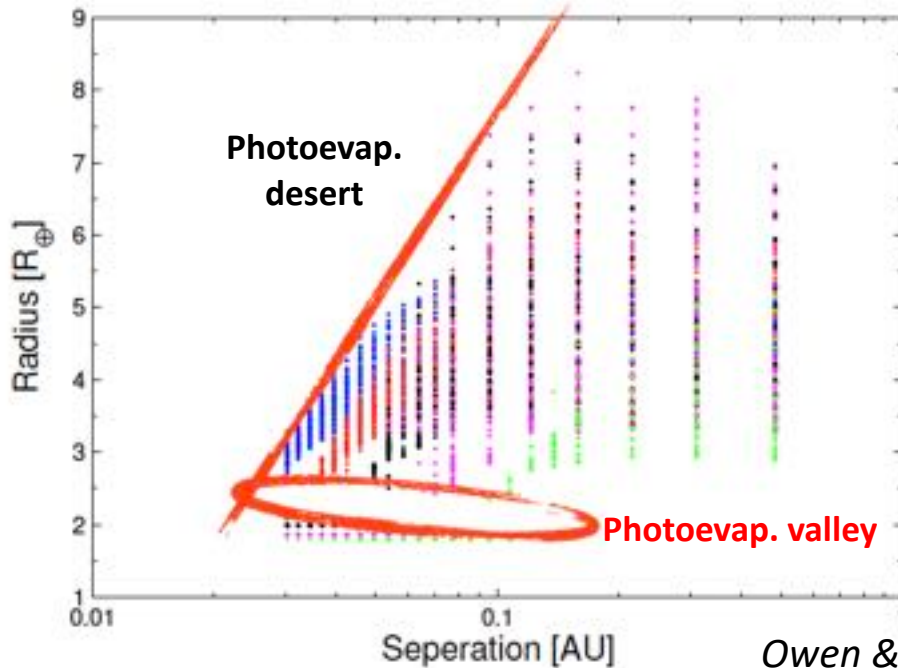 9
8
7
6
5
4
3
2
1
Radius [R⊕]
Photoevap.
desert
Photoevap. valley
0.01
0.1
Seperation [AU]
Owen &